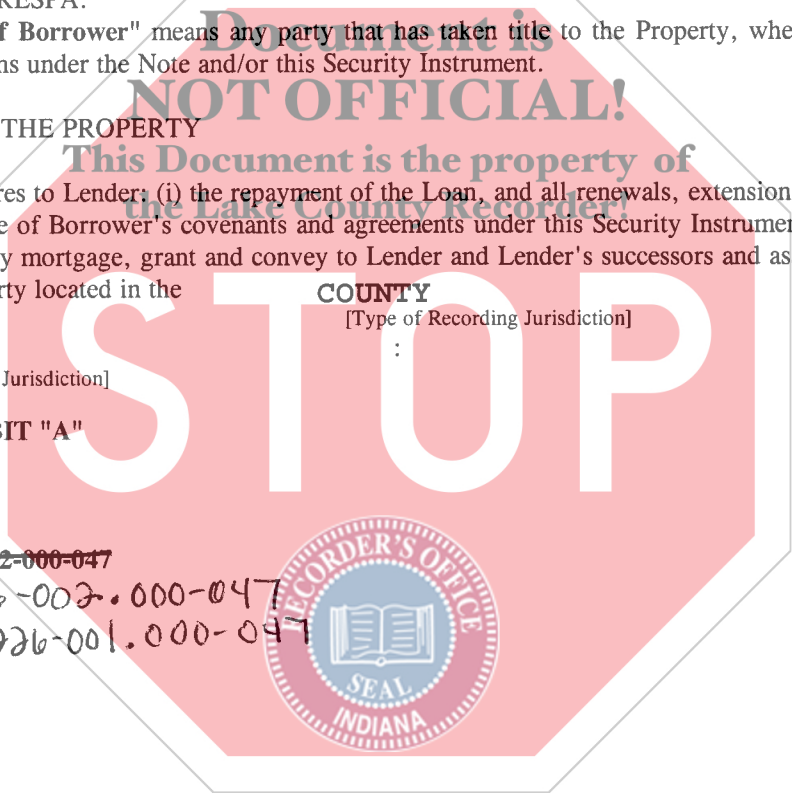 RESPA.
f Borrower" means any party that has taken title to the Property, whe
ns under the Note and/or this Security Instrument.
Document is
NOT OFFICIAL!
This Document is the property of
the Lake County Recorder!
THE PROPERTY
res to Lender: (i) the repayment of the Loan, and all renewals, extension
e of Borrower's covenants and agreements under this Security Instrumen
y mortgage, grant and convey to Lender and Lender's successors and as
rty located in the COUNTY
[Type of Recording Jurisdiction]
:
Jurisdiction]
BIT "A"
STOP
2-000-047
-002.000-047
26-001.000-047
RECORDER'S OFFICE
SEAL
INDIANA